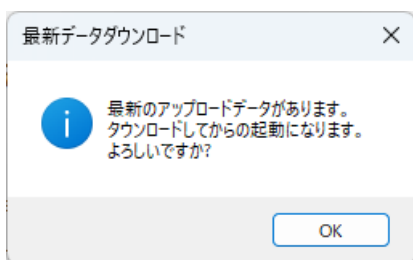 最新データダウンロード
最新のアップロードデータがあります。
タウンロードしてからの起動になります。
よろしいですか?
OK